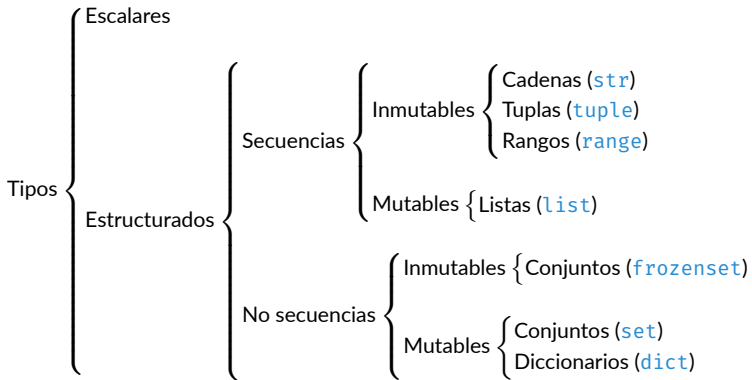 Tipos
Escalares
Estructurados
Secuencias
Inmutables
Cadenas (str)
Tuplas (tuple)
Rangos (range)
Mutables
Listas (list)
No secuencias
Inmutables
Conjuntos (frozenset)
Mutables
Conjuntos (set)
Diccionarios (dict)